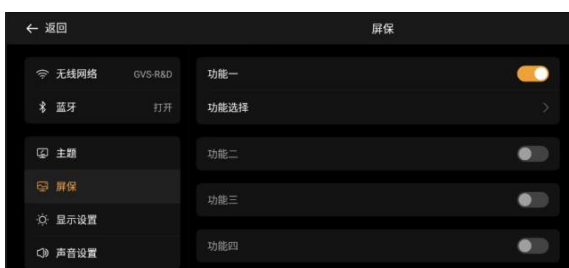 返回
屏保
无线网络 GVS-R&D
蓝牙 打开
主题
屏保
显示设置
声音设置
功能一
功能选择
功能二
功能三
功能四